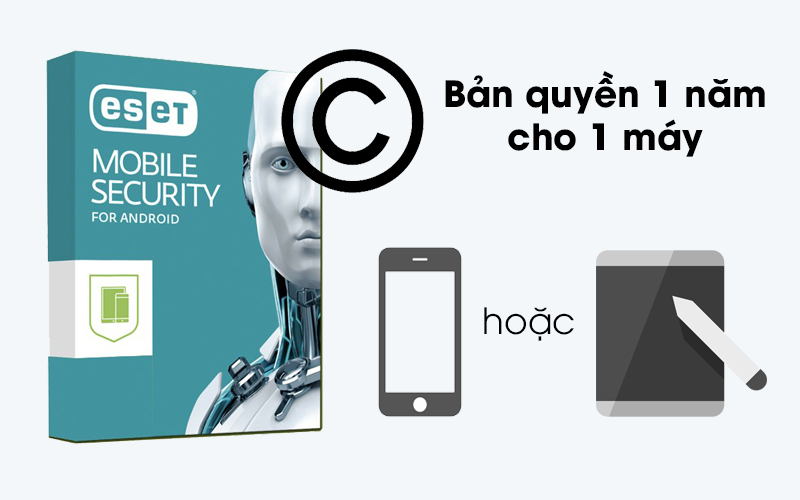 eseT
MOBILE
SECURITY
FOR ANDROID
©
Bản quyền 1 năm
cho 1 máy
hoặc